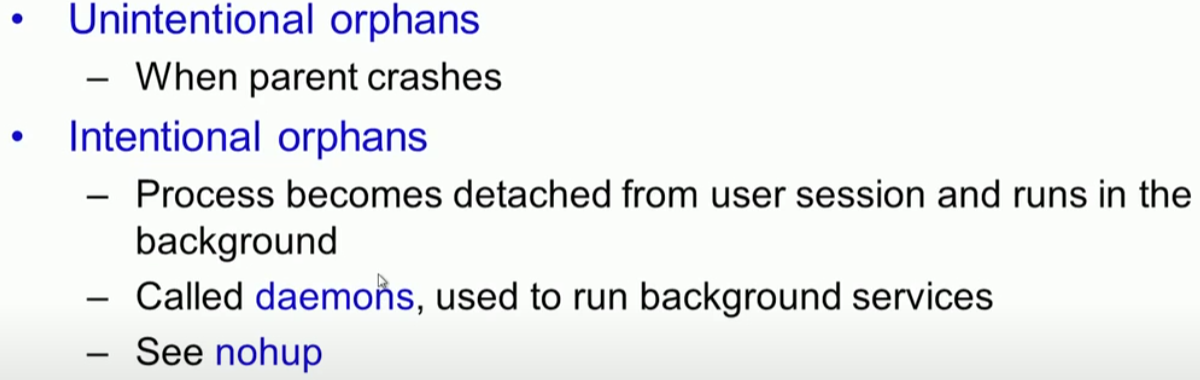 • Unintentional orphans
– When parent crashes
• Intentional orphans
– Process becomes detached from user session and runs in the
background
– Called daemons, used to run background services
– See nohup